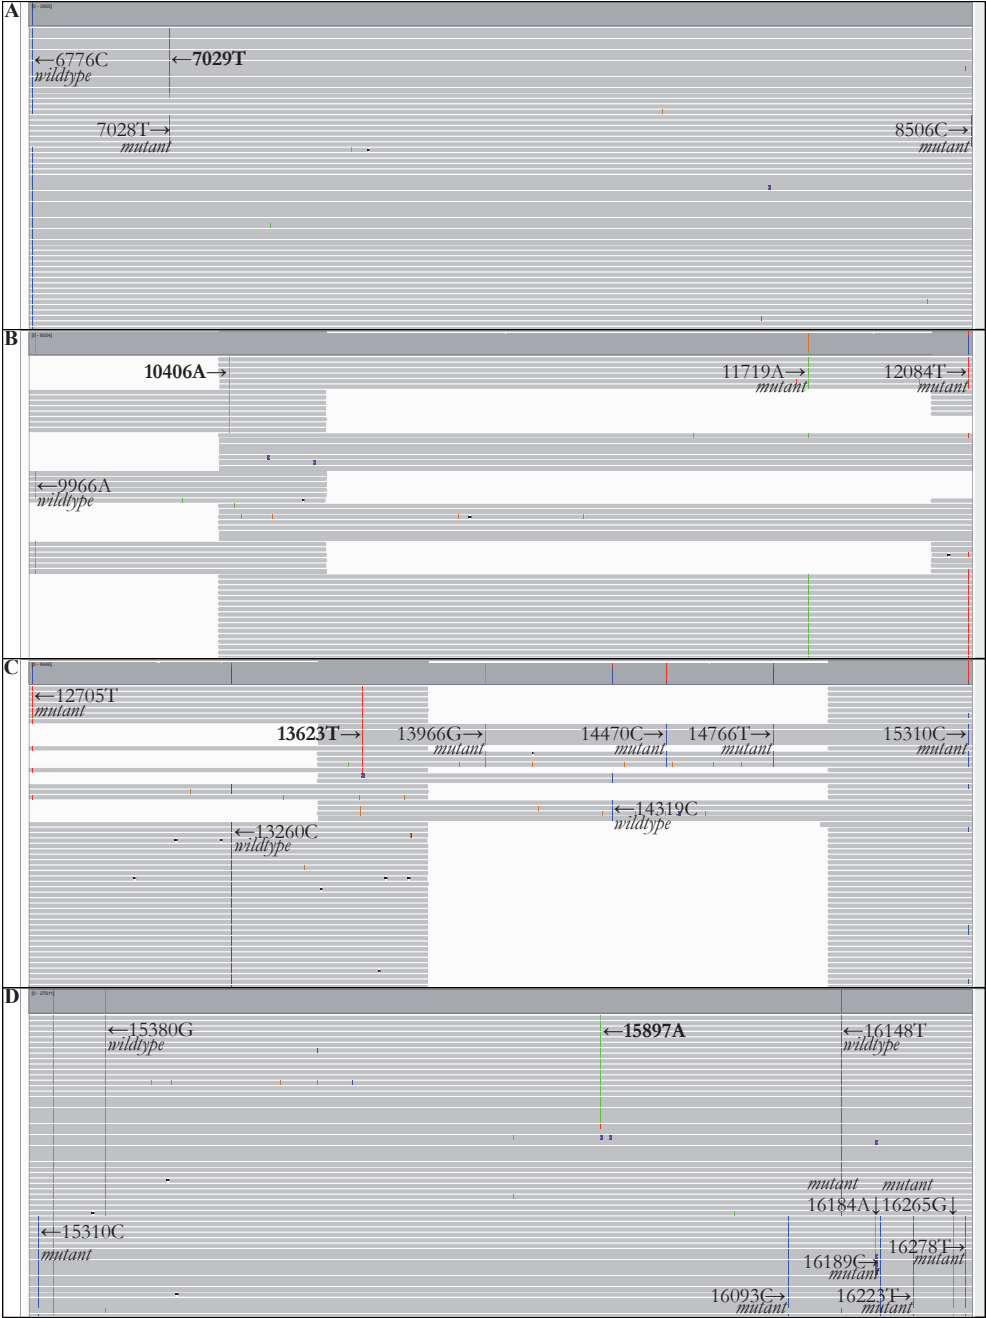 A
[0 - 3905]
←6776C
wildtype
←7029T
7028T→
mutant
8506C→
mutant
B
10406A→
11719A→
mutant
12084T→
mutant
←9966A
wildtype
C
←12705T
mutant
13623T→
13966G→
mutant
14470C→
mutant
14766T→
mutant
15310C→
mutant
←14319C
wildtype
←13260C
wildtype
D
←15380G
wildtype
←15897A
←16148T
wildtype
mutant
16184A↓
mutant
16265G↓
←15310C
mutant
16278T→
mutant
16189C→
mutant
16093C→
mutant
16223T→
mutant